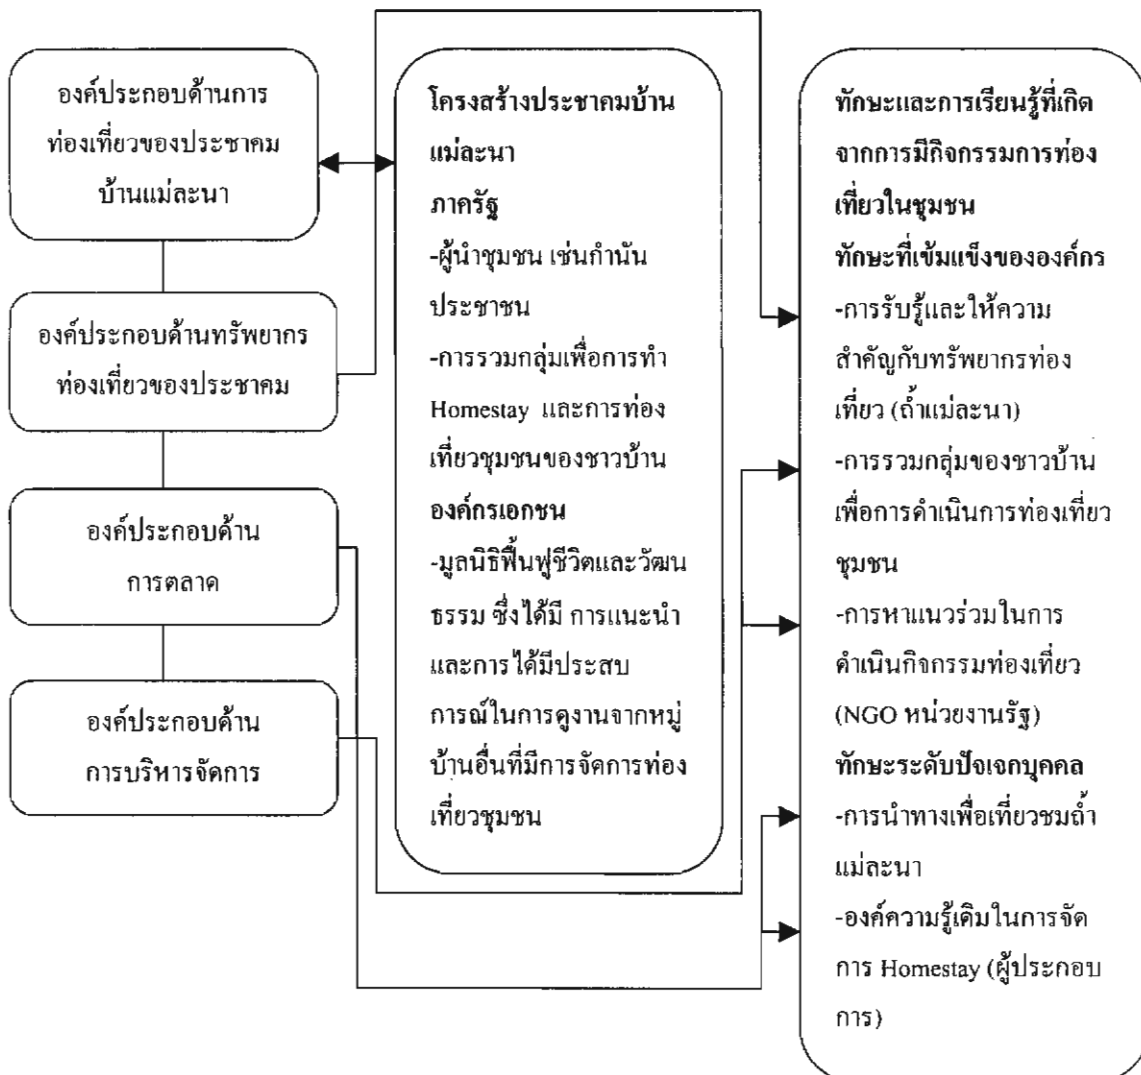 องค์ประกอบด้านการ
ท่องเที่ยวของประชาคม
บ้านแม่ละนา
องค์ประกอบด้านทรัพยากร
ท่องเที่ยวของประชาคม
องค์ประกอบด้าน
การตลาด
องค์ประกอบด้าน
การบริหารจัดการ
โครงสร้างประชาคมบ้าน
แม่ละนา
ภาครัฐ
-ผู้นำชุมชน เช่นกำนัน
ประชาชน
-การรวมกลุ่มเพื่อการทำ
Homestay และการท่อง
เที่ยวชุมชนของชาวบ้าน
องค์กรเอกชน
-มูลนิธิฟื้นฟูชีวิตและวัฒน
ธรรม ซึ่งได้มี การแนะนำ
และการได้มีประสบ
การณ์ในการดูงานจากหมู่
บ้านอื่นที่มีการจัดการท่อง
เที่ยวชุมชน
ทักษะและการเรียนรู้ที่เกิด
จากการมีกิจกรรมการท่อง
เที่ยวในชุมชน
ทักษะที่เข้มแข็งขององค์กร
-การรับรู้และให้ความ
สำคัญกับทรัพยากรท่อง
เที่ยว (ถ้ำแม่ละนา)
-การรวมกลุ่มของชาวบ้าน
เพื่อการดำเนินการท่องเที่ยว
ชุมชน
-การหาแนวร่วมในการ
ดำเนินกิจกรรมท่องเที่ยว
(NGO หน่วยงานรัฐ)
ทักษะระดับปัจเจกบุคคล
-การนำทางเพื่อเที่ยวชมถ้ำ
แม่ละนา
-องค์ความรู้เดิมในการจัด
การ Homestay (ผู้ประกอบ
การ)